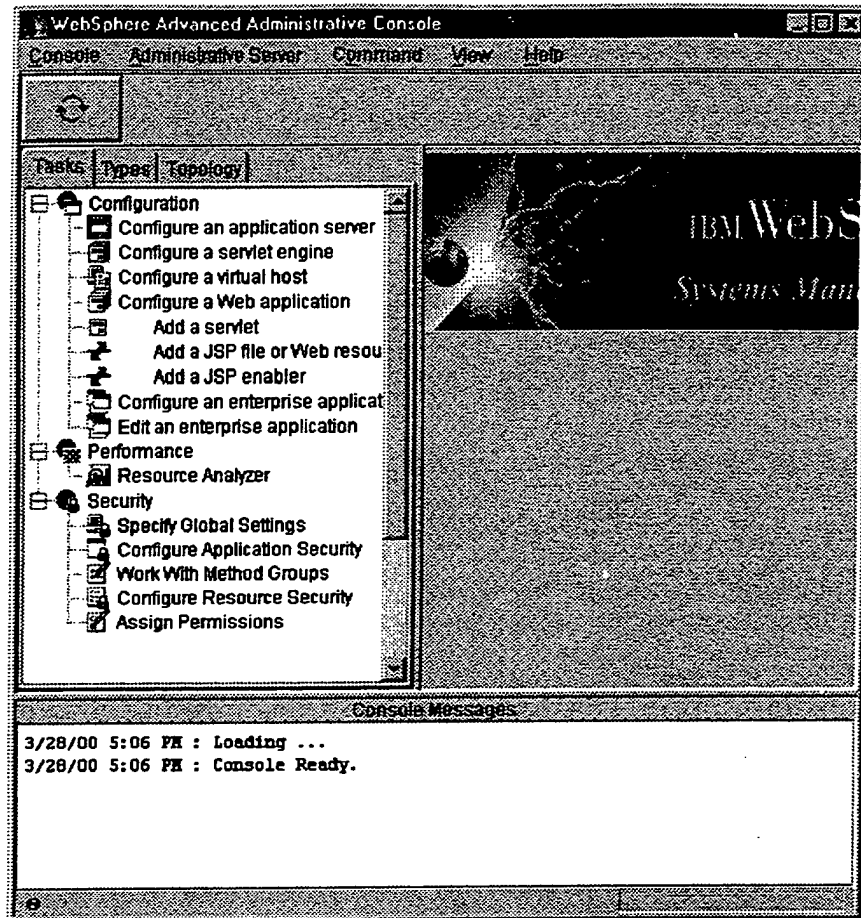 WebSphere Advanced Administrative Console
Console Administrative Server Command View Help
Tasks Types Topology
Configuration
Configure an application server
Configure a servlet engine
Configure a virtual host
Configure a Web application
Add a servlet
Add a JSP file or Web resou
Add a JSP enabler
Configure an enterprise applicat
Edit an enterprise application
Performance
Resource Analyzer
Security
Specify Global Settings
Configure Application Security
Work With Method Groups
Configure Resource Security
Assign Permissions
IBM WebS
Systems Man
Console Messages
3/28/00 5:06 PM : Loading ...
3/28/00 5:06 PM : Console Ready.